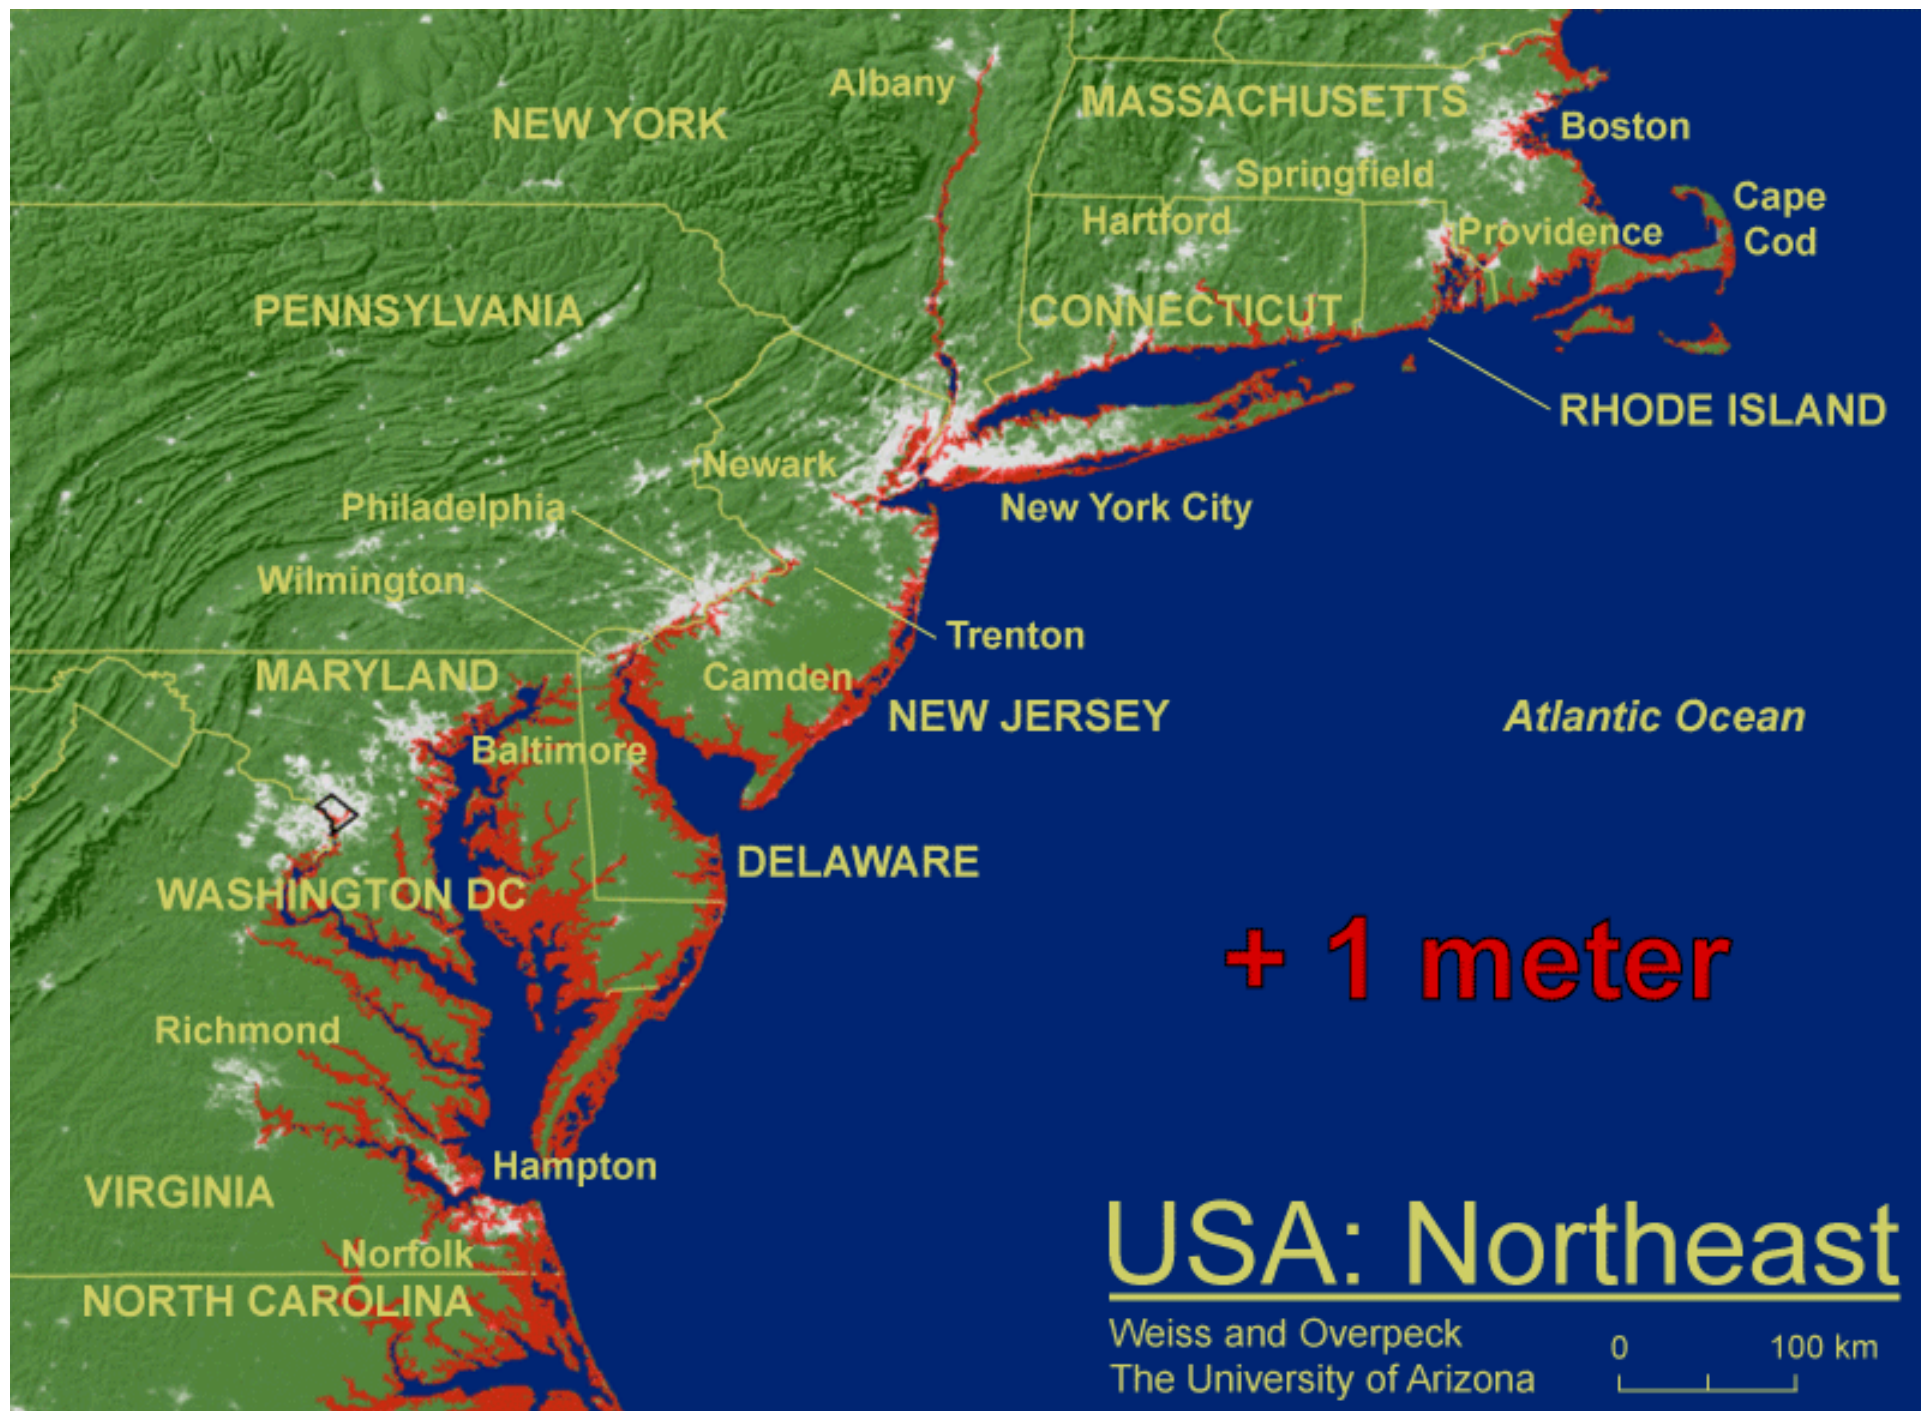 Albany
MASSACHUSETTS
NEW YORK
Boston
Springfield
Cape
Cod
Hartford
Providence
PENNSYLVANIA
CONNECTICUT
RHODE ISLAND
Newark
Philadelphia
New York City
Wilmington
Trenton
MARYLAND
Camden
NEW JERSEY
Atlantic Ocean
Baltimore
DELAWARE
WASHINGTON DC
+ 1 meter
Richmond
Hampton
VIRGINIA
Norfolk
NORTH CAROLINA
USA: Northeast
Weiss and Overpeck
The University of Arizona
0 100 km